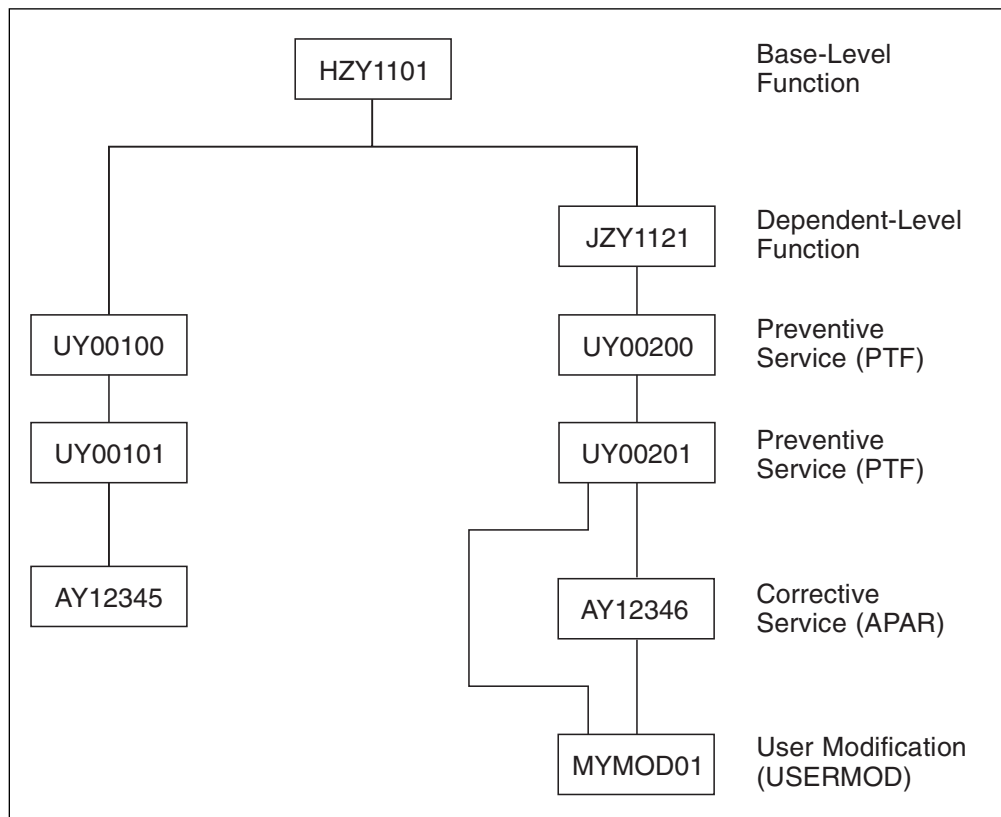 HZY1101
Base-Level
Function
JZY1121
Dependent-Level
Function
UY00100
UY00200
Preventive
Service (PTF)
UY00101
UY00201
Preventive
Service (PTF)
AY12345
AY12346
Corrective
Service (APAR)
MYMOD01
User Modification
(USERMOD)